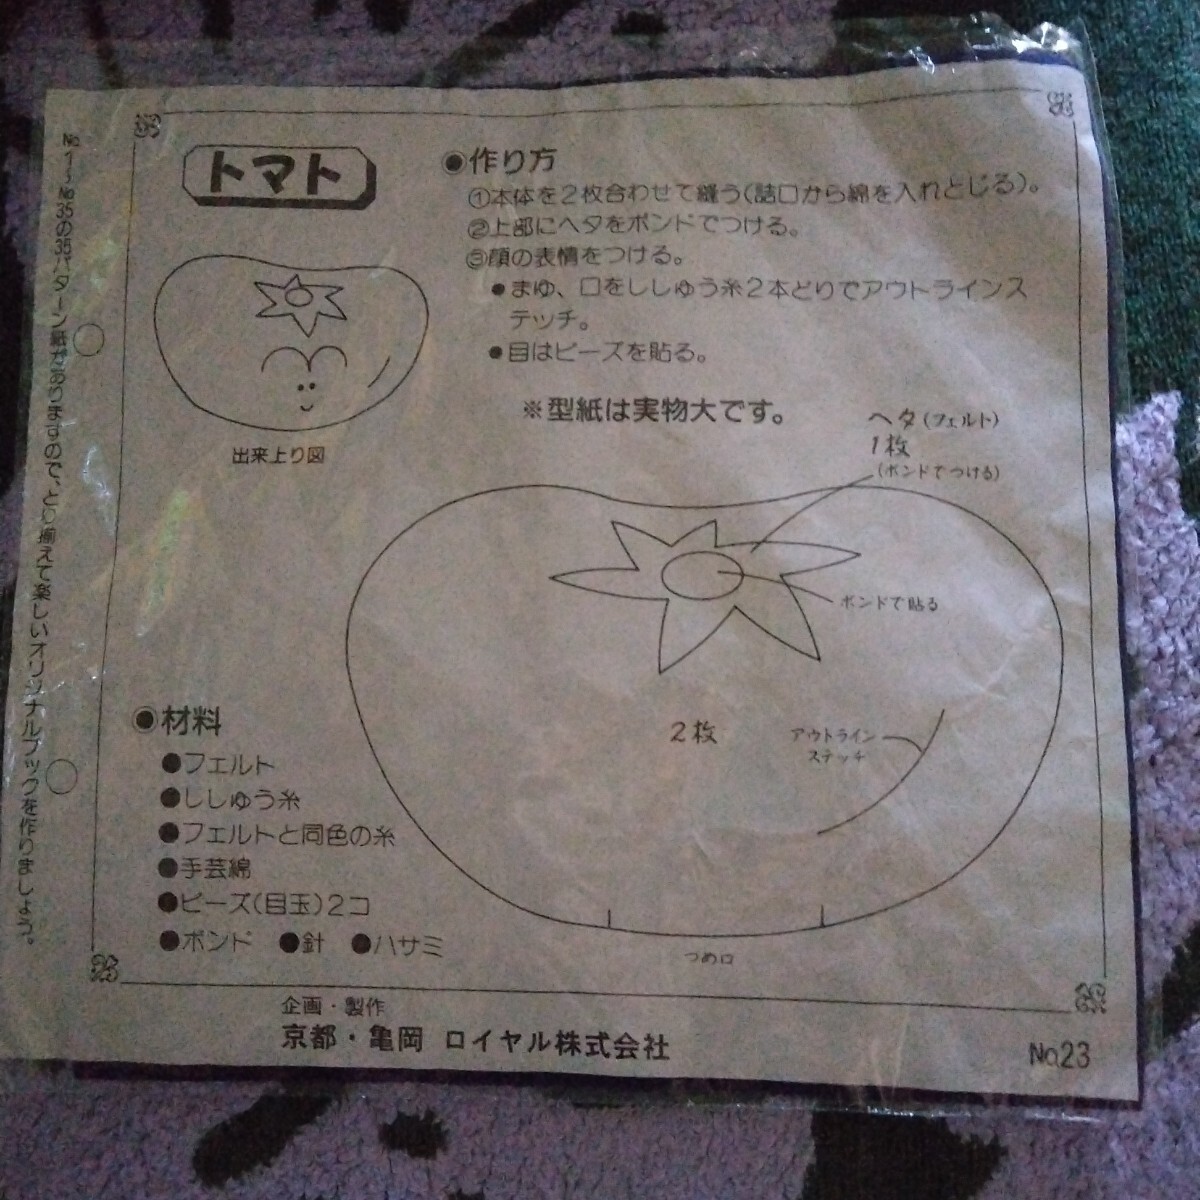 トマト
出来上り図
◉作り方
①本体を2枚合わせて縫う(詰口から綿を入れとじる)。
②上部にヘタをボンドでつける。
③顔の表情をつける。
●まゆ、口をししゅう糸2本どりでアウトラインス
テッチ。
●目はビーズを貼る。
※型紙は実物大です。
ヘタ(フェルト)
1枚
(ボンドでつける)
ボンドで貼る
2枚
アウトライン
ステッチ
つめ口
◉材料
●フェルト
●ししゅう糸
●フェルトと同色の糸
●手芸綿
●ビーズ(目玉)2コ
●ボンド ●針 ●ハサミ
企画・製作
京都・亀岡 ロイヤル株式会社
No.23
No.1~No.35の35パターン紙がありますので、とり揃えて楽しいオリジナルブックを作りましょう。